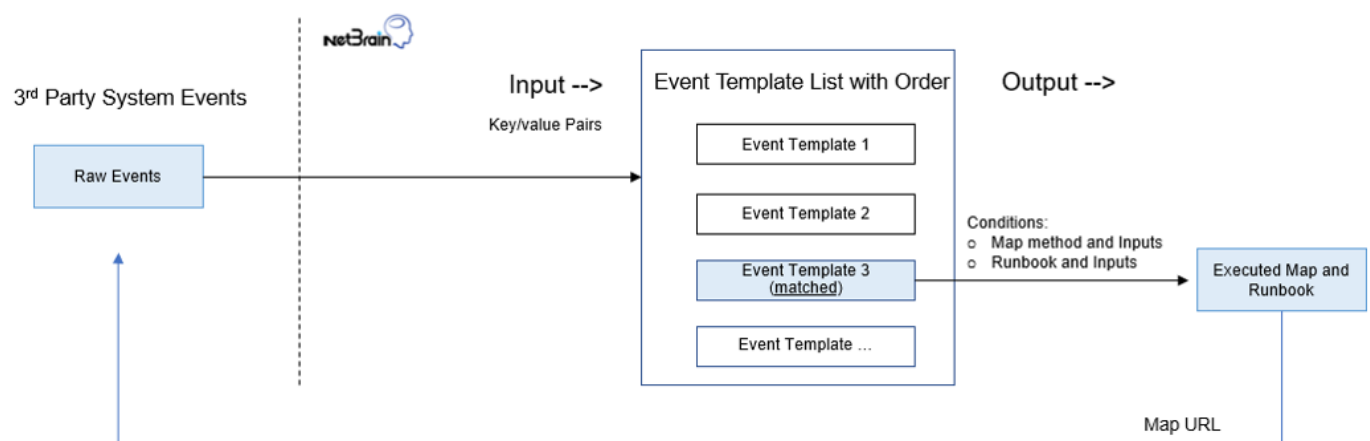 NetBrain
3rd Party System Events
Raw Events
Input -->
Key/value Pairs
Event Template List with Order
Event Template 1
Event Template 2
Event Template 3
(matched)
Event Template ...
Output -->
Conditions:
o Map method and Inputs
o Runbook and Inputs
Executed Map and
Runbook
Map URL